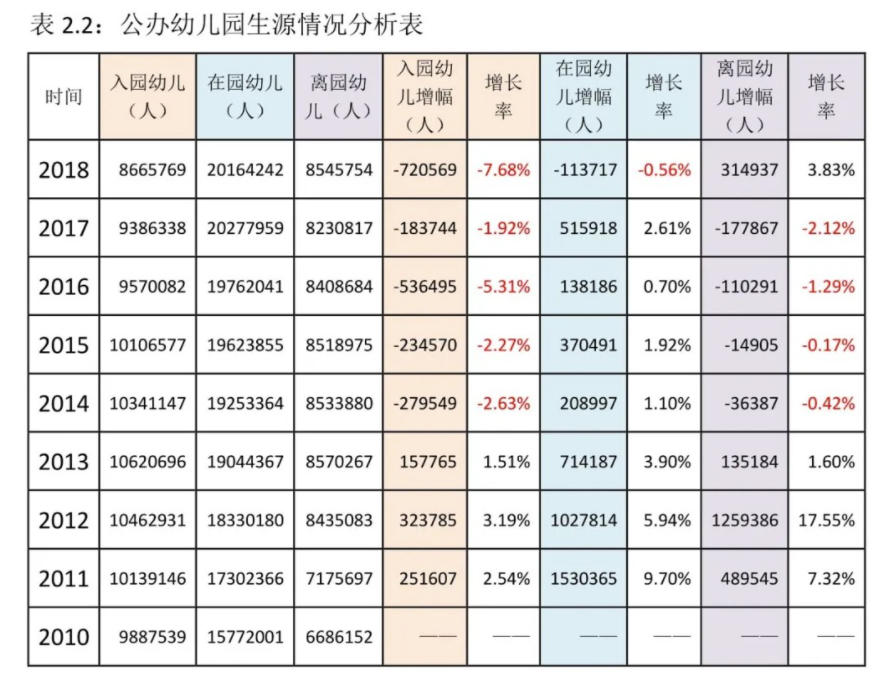 表 2.2：公办幼儿园生源情况分析表
时间 入园幼儿（人） 在园幼儿（人） 离园幼儿（人） 入园幼儿增幅（人） 增长率 在园幼儿增幅（人） 增长率 离园幼儿增幅（人） 增长率
2018 8665769 20164242 8545754 -720569 -7.68% -113717 -0.56% 314937 3.83%
2017 9386338 20277959 8230817 -183744 -1.92% 515918 2.61% -177867 -2.12%
2016 9570082 19762041 8408684 -536495 -5.31% 138186 0.70% -110291 -1.29%
2015 10106577 19623855 8518975 -234570 -2.27% 370491 1.92% -14905 -0.17%
2014 10341147 19253364 8533880 -279549 -2.63% 208997 1.10% -36387 -0.42%
2013 10620696 19044367 8570267 157765 1.51% 714187 3.90% 135184 1.60%
2012 10462931 18330180 8435083 323785 3.19% 1027814 5.94% 1259386 17.55%
2011 10139146 17302366 7175697 251607 2.54% 1530365 9.70% 489545 7.32%
2010 9887539 15772001 6686152 —— —— —— —— —— ——